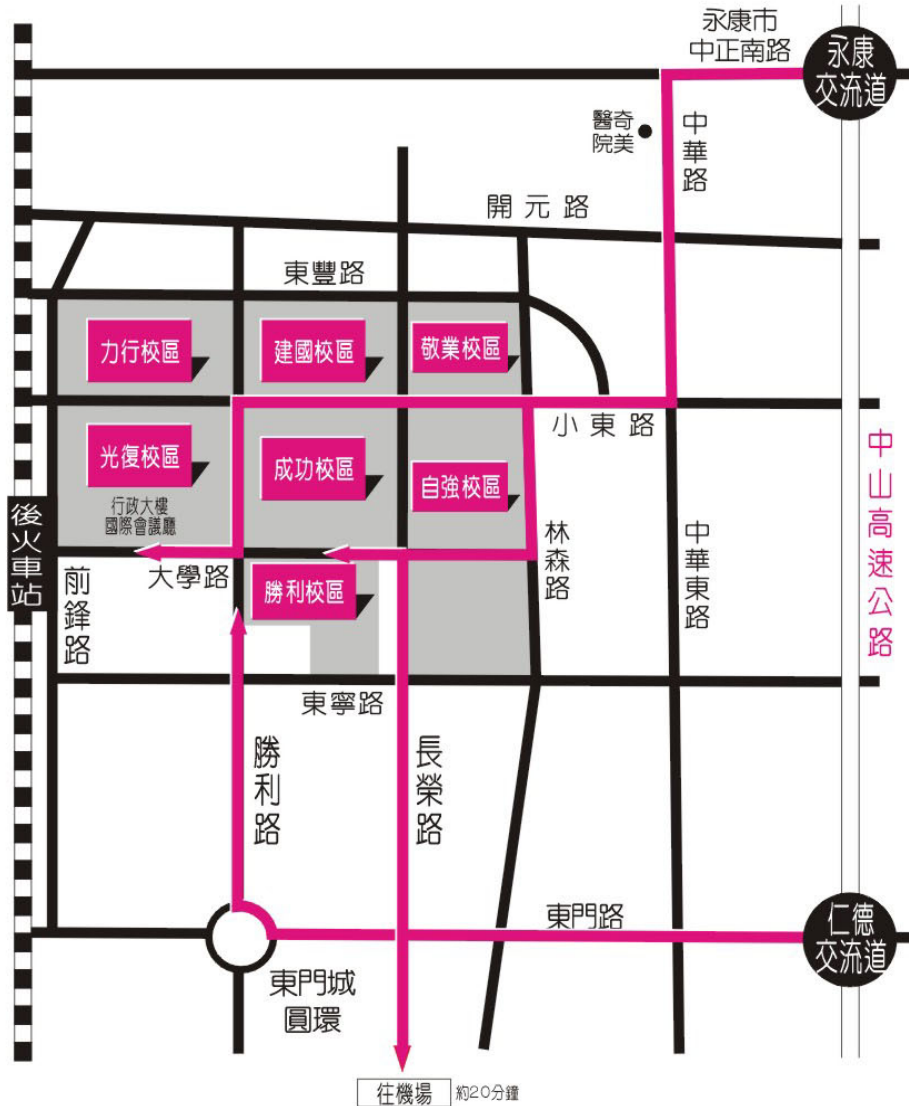 永康市
中正南路
永康
交流道
醫奇
院美
中華路
開元路
東豐路
力行校區
建國校區
敬業校區
小東路
光復校區
成功校區
自強校區
行政大樓
國際會議廳
後火車站
前鋒路
大學路
勝利校區
林森路
中華東路
中山高速公路
東寧路
勝利路
長榮路
東門路
仁德
交流道
東門城
圓環
往機場 約20分鐘